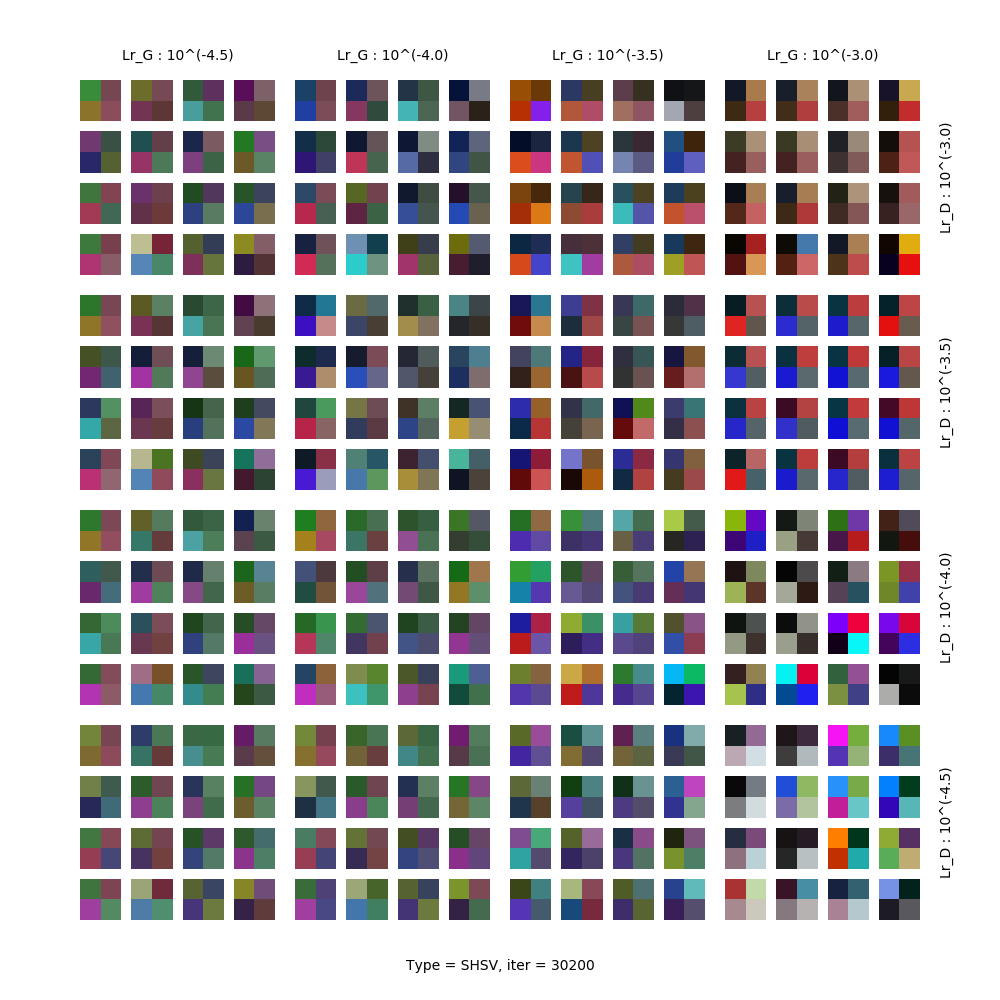 Lr_G : 10^(-4.5)
Lr_G : 10^(-4.0)
Lr_G : 10^(-3.5)
Lr_G : 10^(-3.0)
Lr_D : 10^(-3.0)
Lr_D : 10^(-3.5)
Lr_D : 10^(-4.0)
Lr_D : 10^(-4.5)
Type = SHSV, iter = 30200